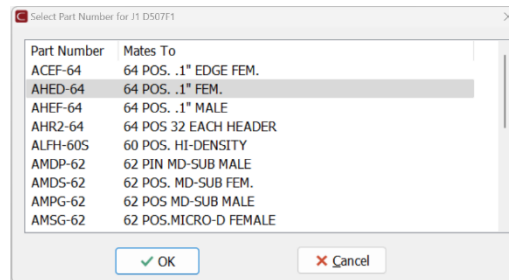 Select Part Number for J1 D507F1
Part Number Mates To
ACEF-64 64 POS. .1" EDGE FEM.
AHED-64 64 POS. .1" FEM.
AHEF-64 64 POS. .1" MALE
AHR2-64 64 POS 32 EACH HEADER
ALFH-60S 60 POS. HI-DENSITY
AMDP-62 62 PIN MD-SUB MALE
AMDS-62 62 POS. MD-SUB FEM.
AMPG-62 62 POS MD-SUB MALE
AMSG-62 62 POS.MICRO-D FEMALE
OK Cancel